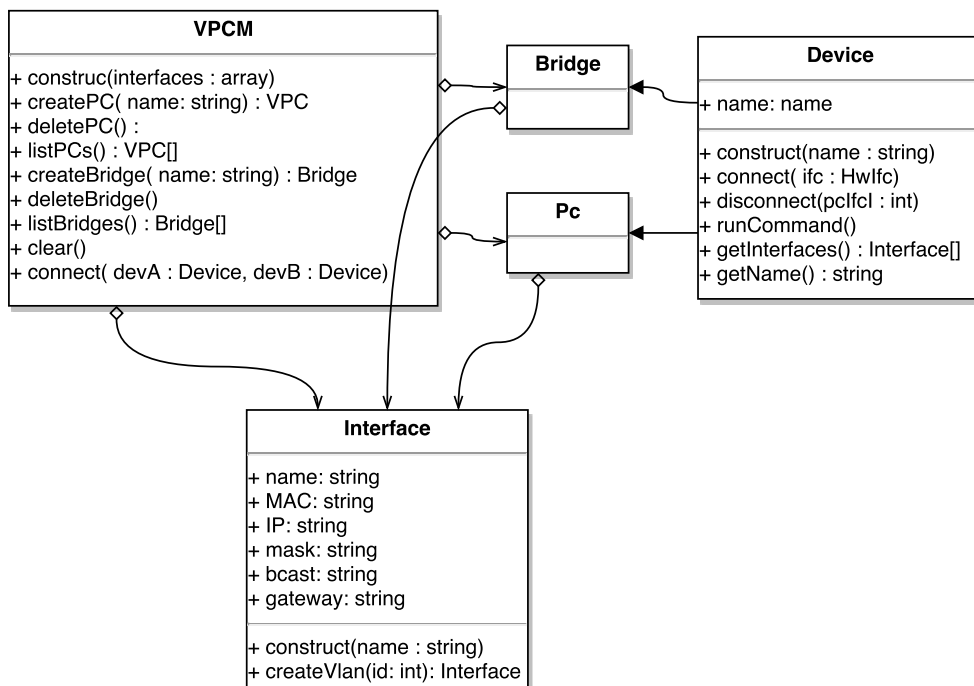 VPCM
+ construc(interfaces : array)
+ createPC( name: string) : VPC
+ deletePC() :
+ listPCs() : VPC[]
+ createBridge( name: string) : Bridge
+ deleteBridge()
+ listBridges() : Bridge[]
+ clear()
+ connect( devA : Device, devB : Device)
Bridge
Pc
Device
+ name: name
+ construct(name : string)
+ connect( ifc : HwIfc)
+ disconnect(pcIfcI : int)
+ runCommand()
+ getInterfaces() : Interface[]
+ getName() : string
Interface
+ name: string
+ MAC: string
+ IP: string
+ mask: string
+ bcast: string
+ gateway: string
+ construct(name : string)
+ createVlan(id: int): Interface